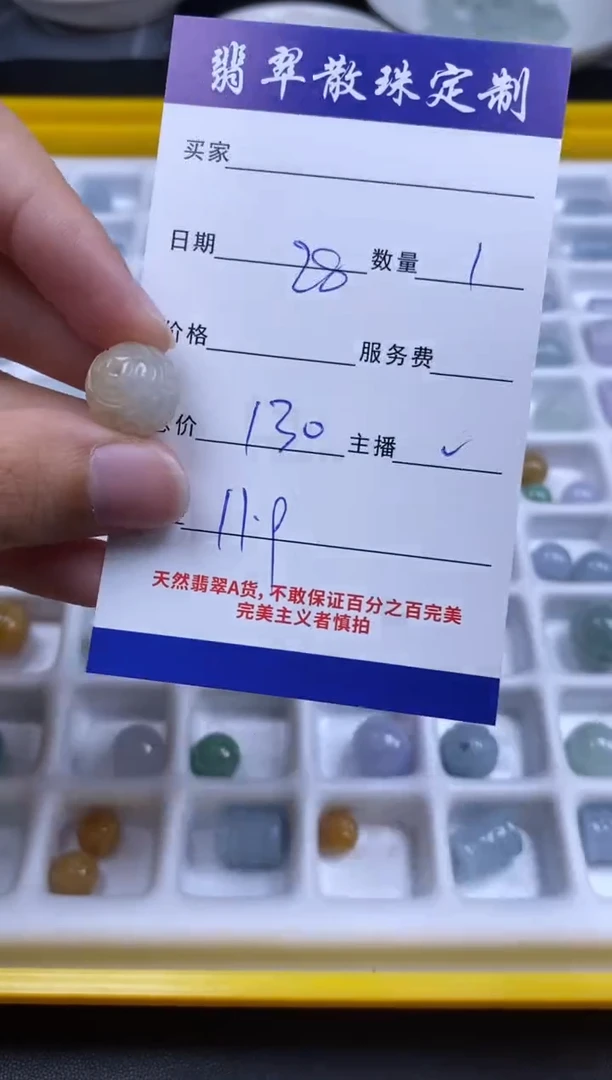 翡翠散珠定制
买家
日期 28 数量 1
价格 服务费
价 130 主播 ✓
天然翡翠A货,不敢保证百分之百完美
完美主义者慎拍